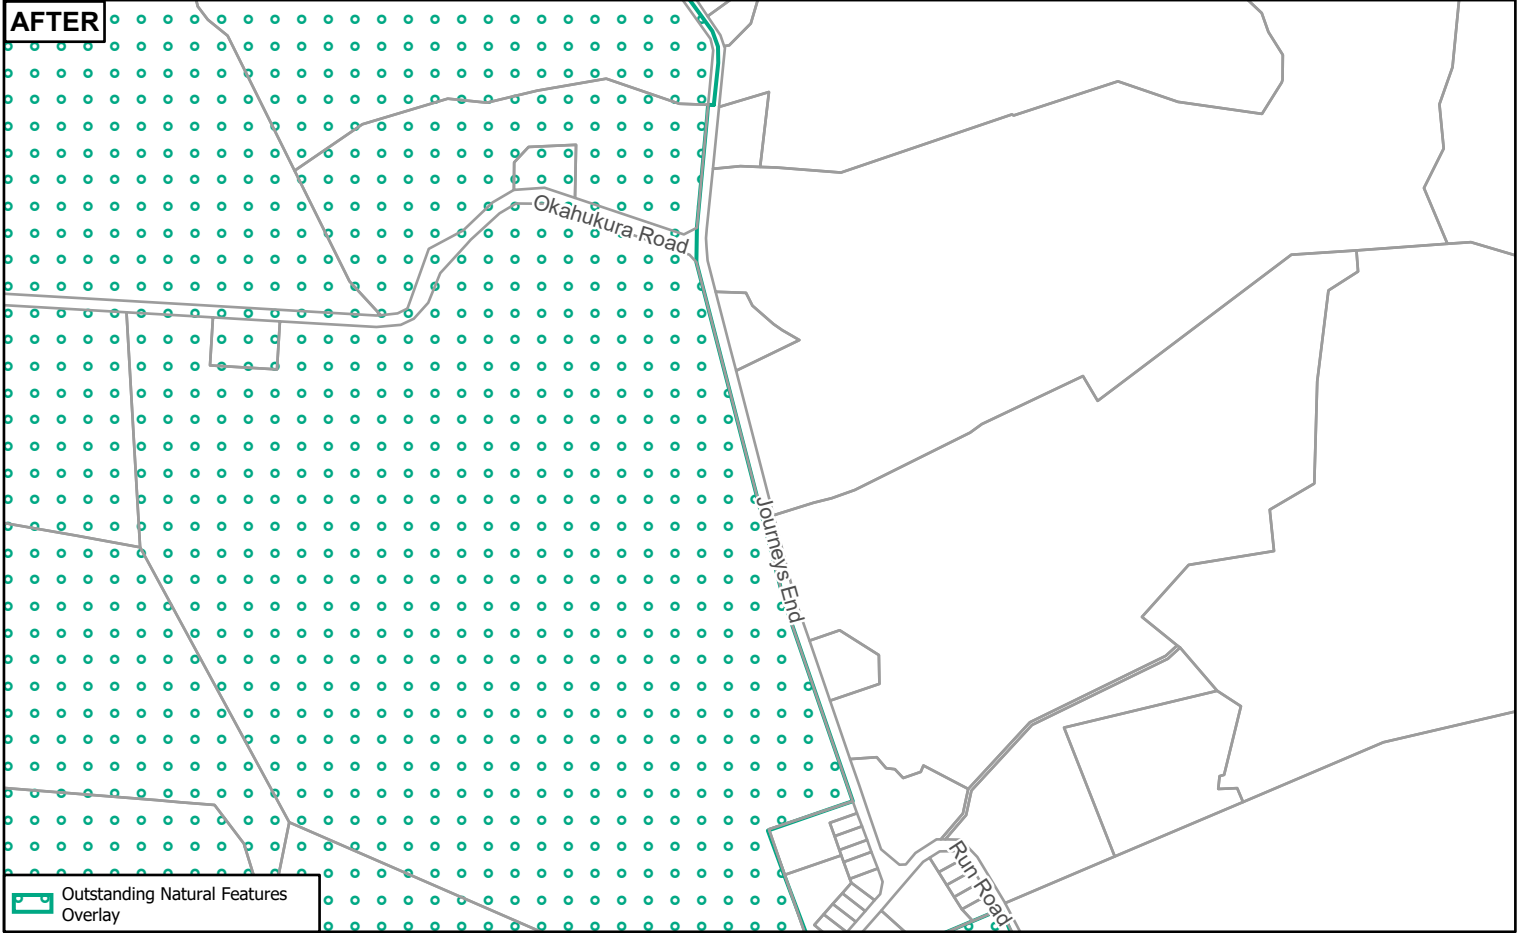 AFTER
Okahukura Road
Journeys End
Run Road
Outstanding Natural Features
Overlay